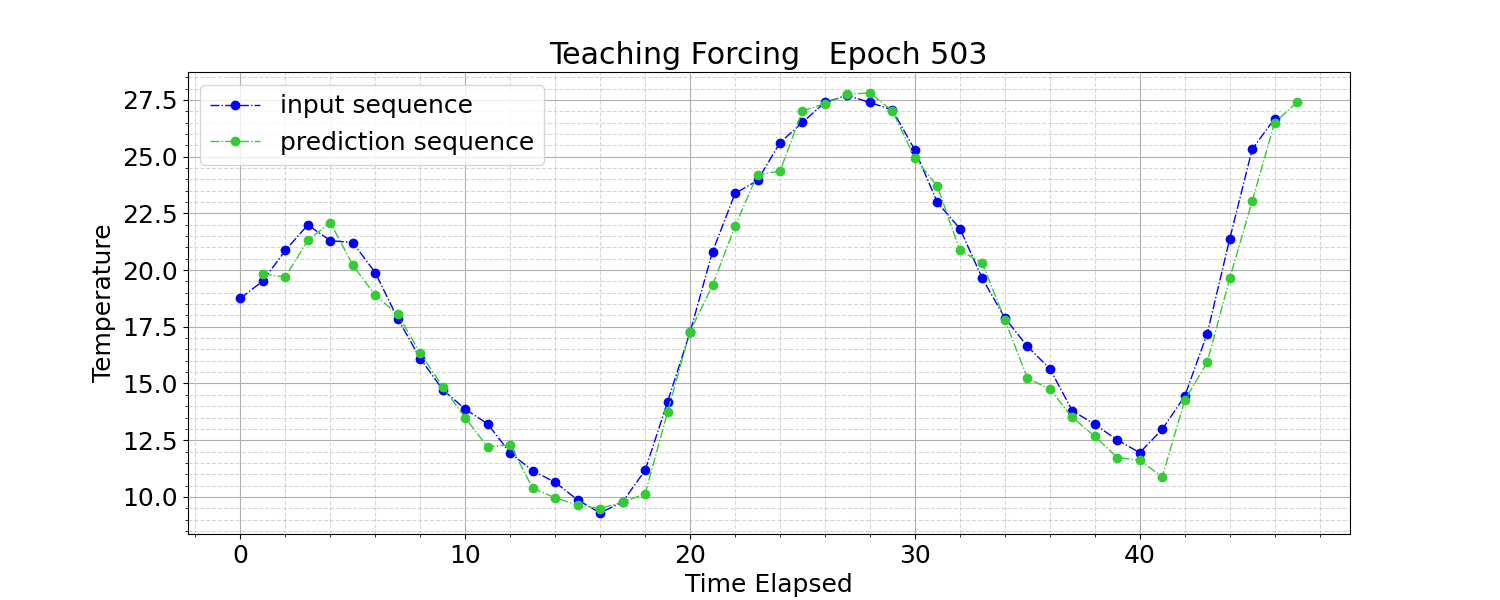 Teaching Forcing   Epoch 503
input sequence
prediction sequence
27.5
25.0
22.5
20.0
17.5
15.0
12.5
10.0
Temperature
0 10 20 30 40
Time Elapsed